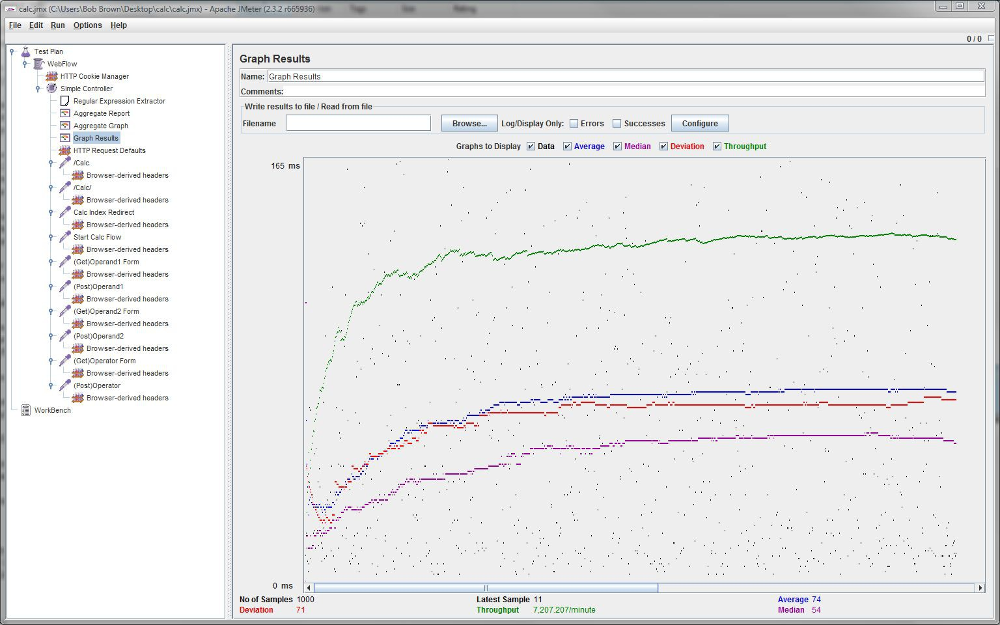 calc.jmx (C:\Users\Bob Brown\Desktop\calc\calc.jmx) - Apache JMeter (2.3.2 r665936)
File Edit Run Options Help
0 / 0
Test Plan
WebFlow
HTTP Cookie Manager
Simple Controller
Regular Expression Extractor
Aggregate Report
Aggregate Graph
Graph Results
HTTP Request Defaults
/Calc
Browser-derived headers
/Calc/
Browser-derived headers
Calc Index Redirect
Browser-derived headers
Start Calc Flow
Browser-derived headers
(Get)Operand1 Form
Browser-derived headers
(Post)Operand1
Browser-derived headers
(Get)Operand2 Form
Browser-derived headers
(Post)Operand2
Browser-derived headers
(Get)Operator Form
Browser-derived headers
(Post)Operator
Browser-derived headers
WorkBench
Graph Results
Name: Graph Results
Comments:
Write results to file / Read from file
Filename Browse... Log/Display Only: Errors Successes Configure
Graphs to Display Data Average Median Deviation Throughput
165 ms
0 ms
No of Samples 1000 Latest Sample 11 Average 74
Deviation 71 Throughput 7,207.207/minute Median 54